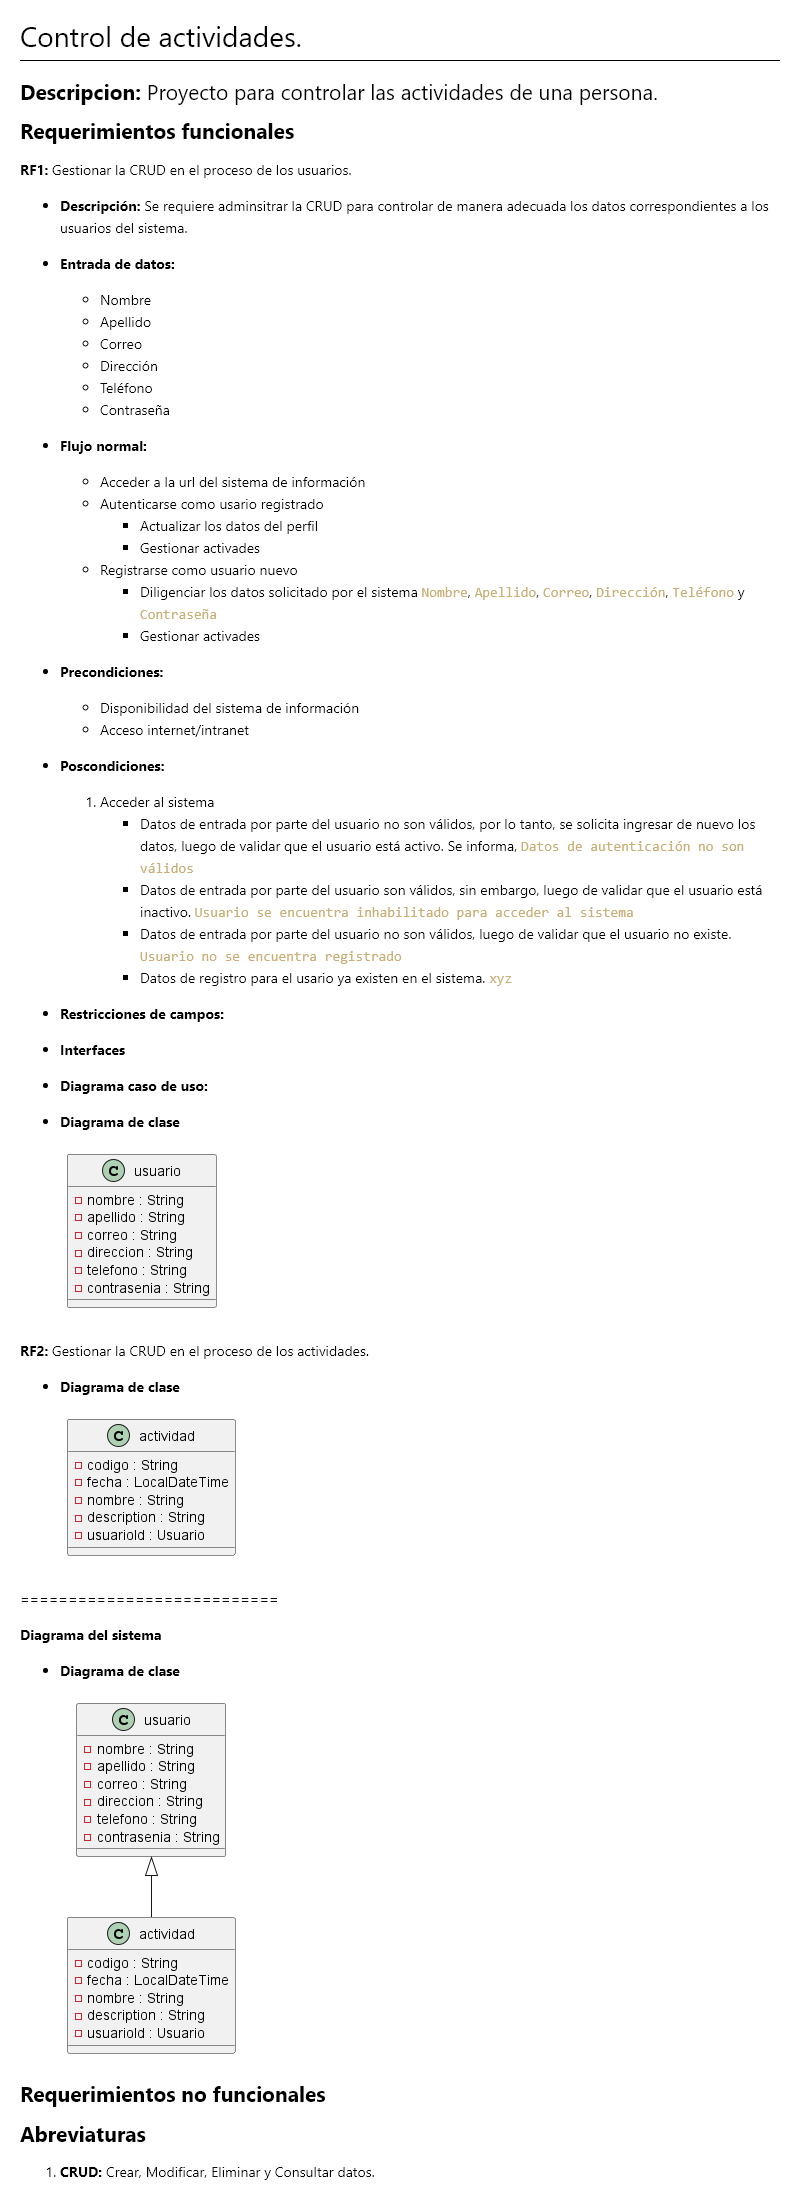 Control de actividades.
Descripcion: Proyecto para controlar las actividades de una persona.
Requerimientos funcionales
RF1: Gestionar la CRUD en el proceso de los usuarios.
Descripción: Se requiere adminsitrar la CRUD para controlar de manera adecuada los datos correspondientes a los
usuarios del sistema.
Entrada de datos:
Nombre
Apellido
Correo
Dirección
Teléfono
Contraseña
Flujo normal:
Acceder a la url del sistema de información
Autenticarse como usario registrado
Actualizar los datos del perfil
Gestionar activades
Registrarse como usuario nuevo
Diligenciar los datos solicitado por el sistema Nombre, Apellido, Correo, Dirección, Teléfono y
Contraseña
Gestionar activades
Precondiciones:
Disponibilidad del sistema de información
Acceso internet/intranet
Poscondiciones:
1. Acceder al sistema
Datos de entrada por parte del usuario no son válidos, por lo tanto, se solicita ingresar de nuevo los
datos, luego de validar que el usuario está activo. Se informa, Datos de autenticación no son
válidos
Datos de entrada por parte del usuario son válidos, sin embargo, luego de validar que el usuario está
inactivo. Usuario se encuentra inhabilitado para acceder al sistema
Datos de entrada por parte del usuario no son válidos, luego de validar que el usuario no existe.
Usuario no se encuentra registrado
Datos de registro para el usario ya existen en el sistema. xyz
Restricciones de campos:
Interfaces
Diagrama caso de uso:
Diagrama de clase
C usuario
nombre : String
apellido : String
correo : String
direccion : String
telefono : String
contrasenia : String
RF2: Gestionar la CRUD en el proceso de los actividades.
Diagrama de clase
C actividad
codigo : String
fecha : LocalDateTime
nombre : String
description : String
usuarioId : Usuario
===========================
Diagrama del sistema
Diagrama de clase
C usuario
nombre : String
apellido : String
correo : String
direccion : String
telefono : String
contrasenia : String
C actividad
codigo : String
fecha : LocalDateTime
nombre : String
description : String
usuarioId : Usuario
Requerimientos no funcionales
Abreviaturas
1. CRUD: Crear, Modificar, Eliminar y Consultar datos.